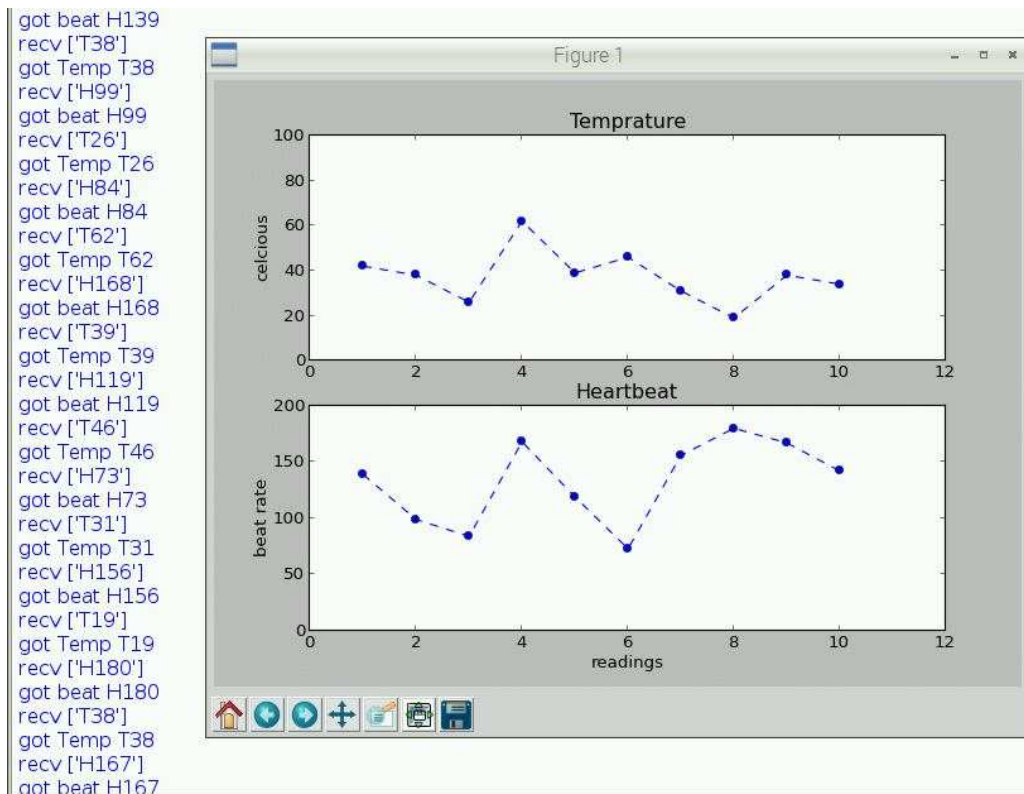 got beat H139
recv ['T38']
got Temp T38
recv ['H99']
got beat H99
recv ['T26']
got Temp T26
recv ['H84']
got beat H84
recv ['T62']
got Temp T62
recv ['H168']
got beat H168
recv ['T39']
got Temp T39
recv ['H119']
got beat H119
recv ['T46']
got Temp T46
recv ['H73']
got beat H73
recv ['T31']
got Temp T31
recv ['H156']
got beat H156
recv ['T19']
got Temp T19
recv ['H180']
got beat H180
recv ['T38']
got Temp T38
recv ['H167']
got beat H167
Figure 1
Temprature
100
80
60
40
20
0
celcious
0 2 4 6 8 10 12
Heartbeat
200
150
100
50
0
beat rate
0 2 4 6 8 10 12
readings